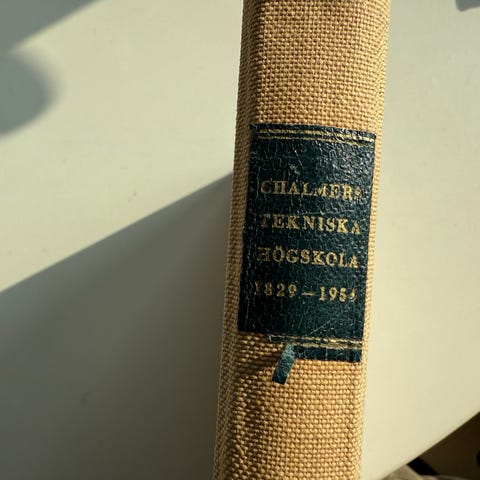 CHALMERS
TEKNISKA
HÖGSKOLA
1829–1954